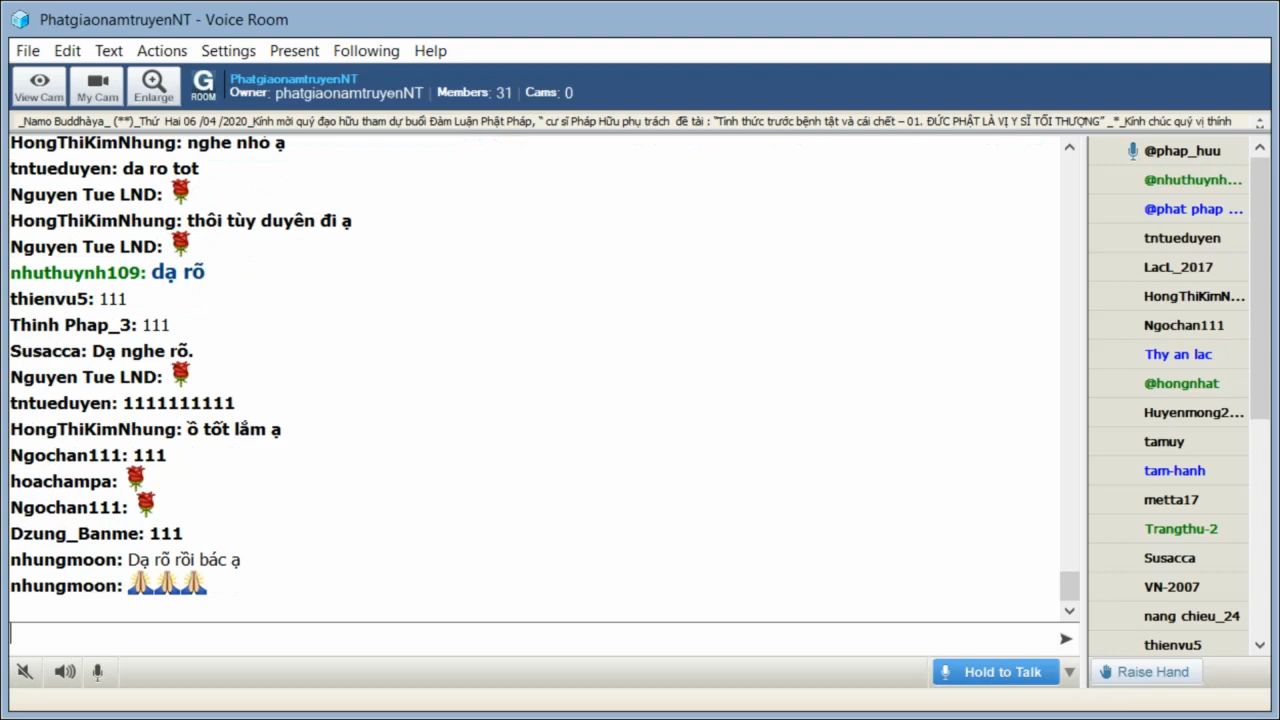 PhatgiaonamtruyenNT - Voice Room
File Edit Text Actions Settings Present Following Help
View Cam My Cam Enlarge G ROOM
PhatgiaonamtruyenNT
Owner: phatgiaonamtruyenNT | Members: 31 | Cams: 0
_Namo Buddhàya_ (**)_Thứ Hai 06 /04 /2020_Kính mời quý đạo hữu tham dự buổi Đàm Luận Phật Pháp, “ cư sĩ Pháp Hữu phụ trách đề tài : “Tỉnh thức trước bệnh tật và cái chết – 01. ĐỨC PHẬT LÀ VỊ Y SĨ TỐI THƯỢNG” _*_Kính chúc quý vị thính
HongThiKimNhung: nghe nhỏ ạ
tntueduyen: da ro tot
Nguyen Tue LND:
HongThiKimNhung: thôi tùy duyên đi ạ
Nguyen Tue LND:
nhuthuynh109: dạ rõ
thienvu5: 111
Thinh Phap_3: 111
Susacca: Dạ nghe rõ.
Nguyen Tue LND:
tntueduyen: 1111111111
HongThiKimNhung: ồ tốt lắm ạ
Ngochan111: 111
hoachampa:
Ngochan111:
Dzung_Banme: 111
nhungmoon: Dạ rõ rồi bác ạ
nhungmoon:
@phap_huu
@nhuthuynh...
@phat phap ...
tntueduyen
LacL_2017
HongThiKimN...
Ngochan111
Thy an lac
@hongnhat
Huyenmong2...
tamuy
tam-hanh
metta17
Trangthu-2
Susacca
VN-2007
nang chieu_24
thienvu5
Hold to Talk
Raise Hand